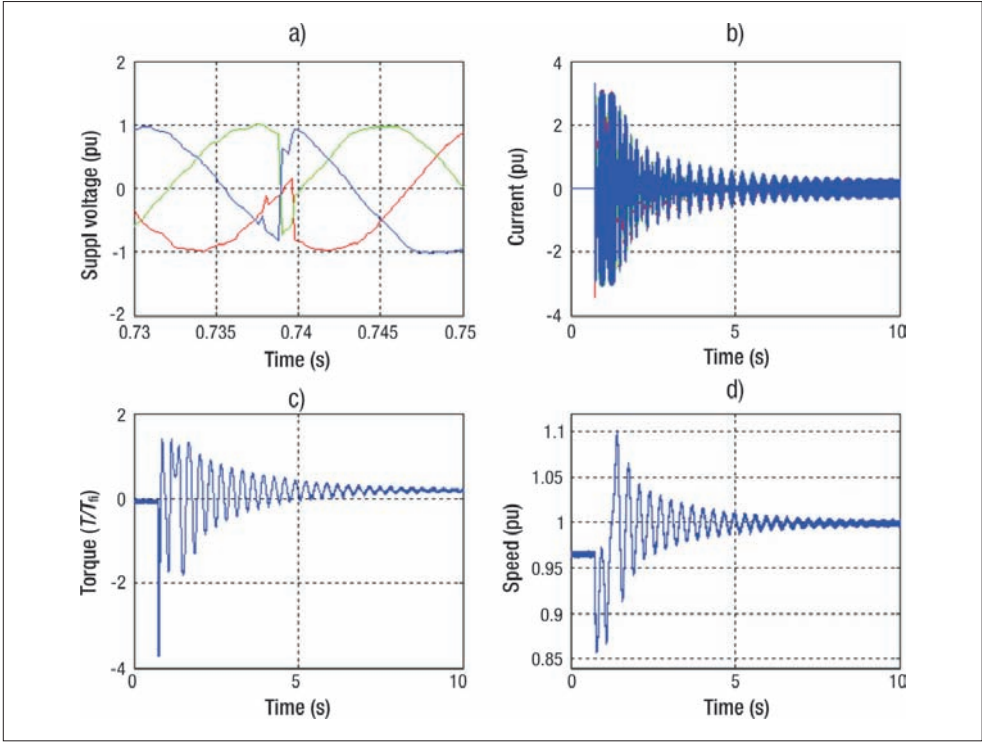 a)
Suppl voltage (pu)
2
1
0
-1
-2
0.73
0.735
0.74
0.745
0.75
Time (s)
b)
Current (pu)
4
2
0
-2
-4
0
5
10
Time (s)
c)
Torque (T/Tfl)
2
0
-2
-4
0
5
10
Time (s)
d)
Speed (pu)
1.1
1.05
1
0.95
0.9
0.85
0
5
10
Time (s)